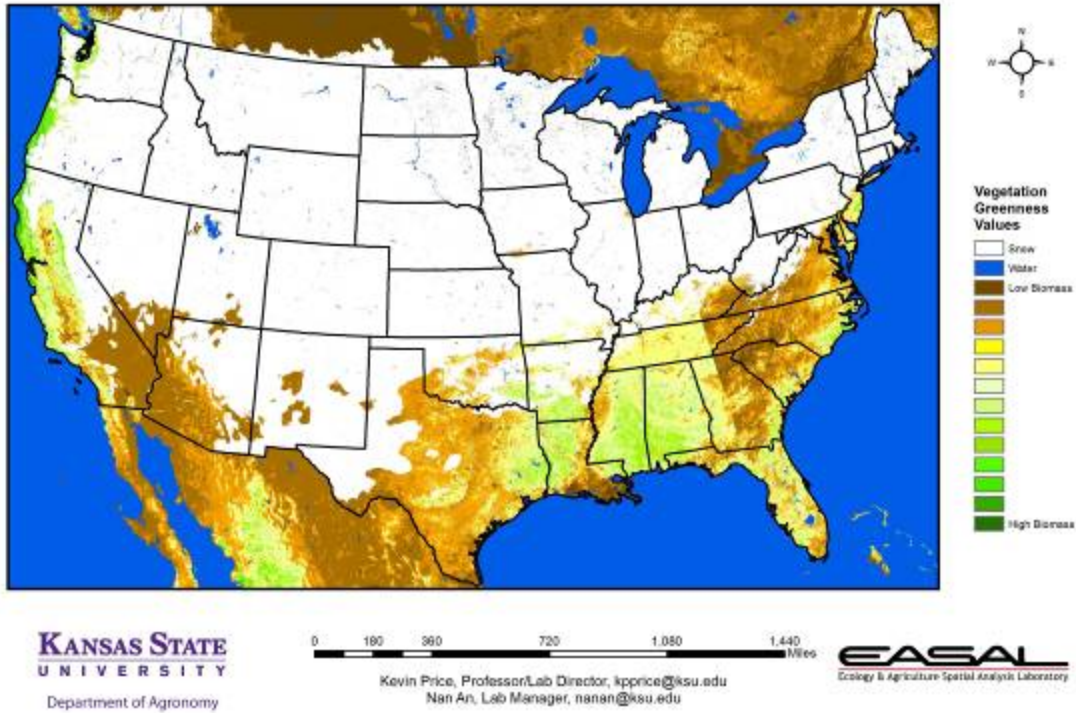 N
W
E
S
Vegetation
Greenness
Values
Snow
Water
Low Biomass
High Biomass
KANSAS STATE
UNIVERSITY
Department of Agronomy
0 180 360 720 1,080 1,440
Miles
Kevin Price, Professor/Lab Director, kpprice@ksu.edu
Nan An, Lab Manager, nanan@ksu.edu
EASAL
Ecology & Agriculture Spatial Analysis Laboratory